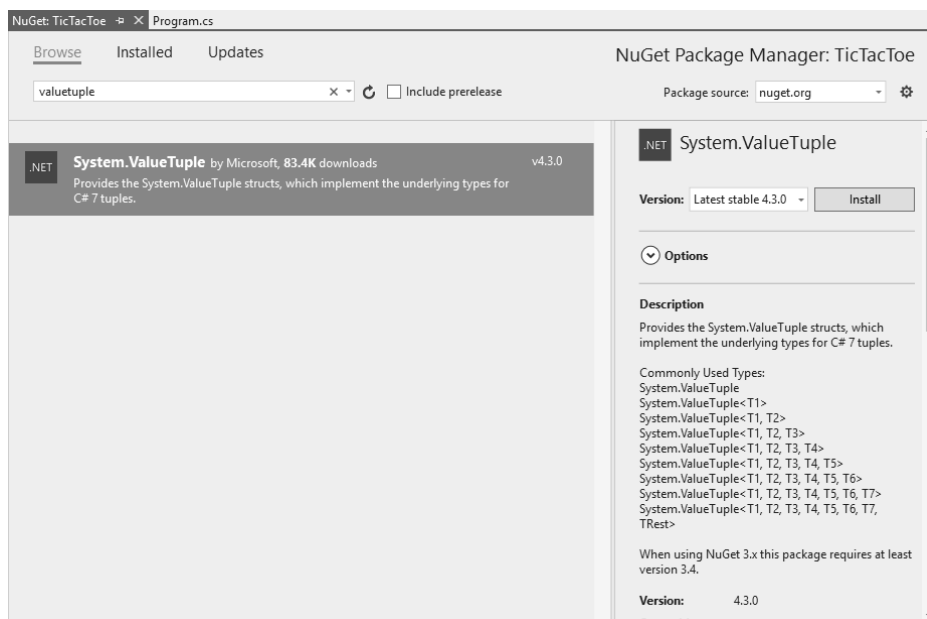 NuGet: TicTacToe Program.cs
Browse Installed Updates
NuGet Package Manager: TicTacToe
valuetuple
Include prerelease
Package source: nuget.org
.NET
System.ValueTuple by Microsoft, 83.4K downloads
v4.3.0
Provides the System.ValueTuple structs, which implement the underlying types for
C# 7 tuples.
.NET
System.ValueTuple
Version: Latest stable 4.3.0 Install
Options
Description
Provides the System.ValueTuple structs, which
implement the underlying types for C# 7 tuples.
Commonly Used Types:
System.ValueTuple
System.ValueTuple<T1>
System.ValueTuple<T1, T2>
System.ValueTuple<T1, T2, T3>
System.ValueTuple<T1, T2, T3, T4>
System.ValueTuple<T1, T2, T3, T4, T5>
System.ValueTuple<T1, T2, T3, T4, T5, T6>
System.ValueTuple<T1, T2, T3, T4, T5, T6, T7>
System.ValueTuple<T1, T2, T3, T4, T5, T6, T7,
TRest>
When using NuGet 3.x this package requires at least
version 3.4.
Version: 4.3.0